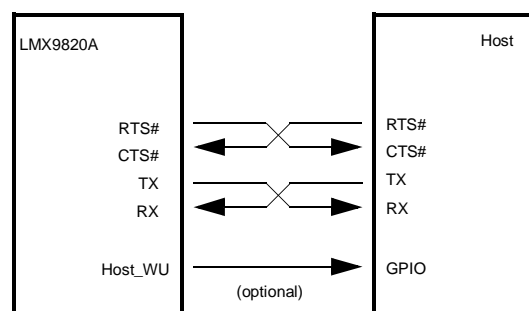 LMX9820A
Host
RTS#
RTS#
CTS#
CTS#
TX
TX
RX
RX
Host_WU
GPIO
(optional)